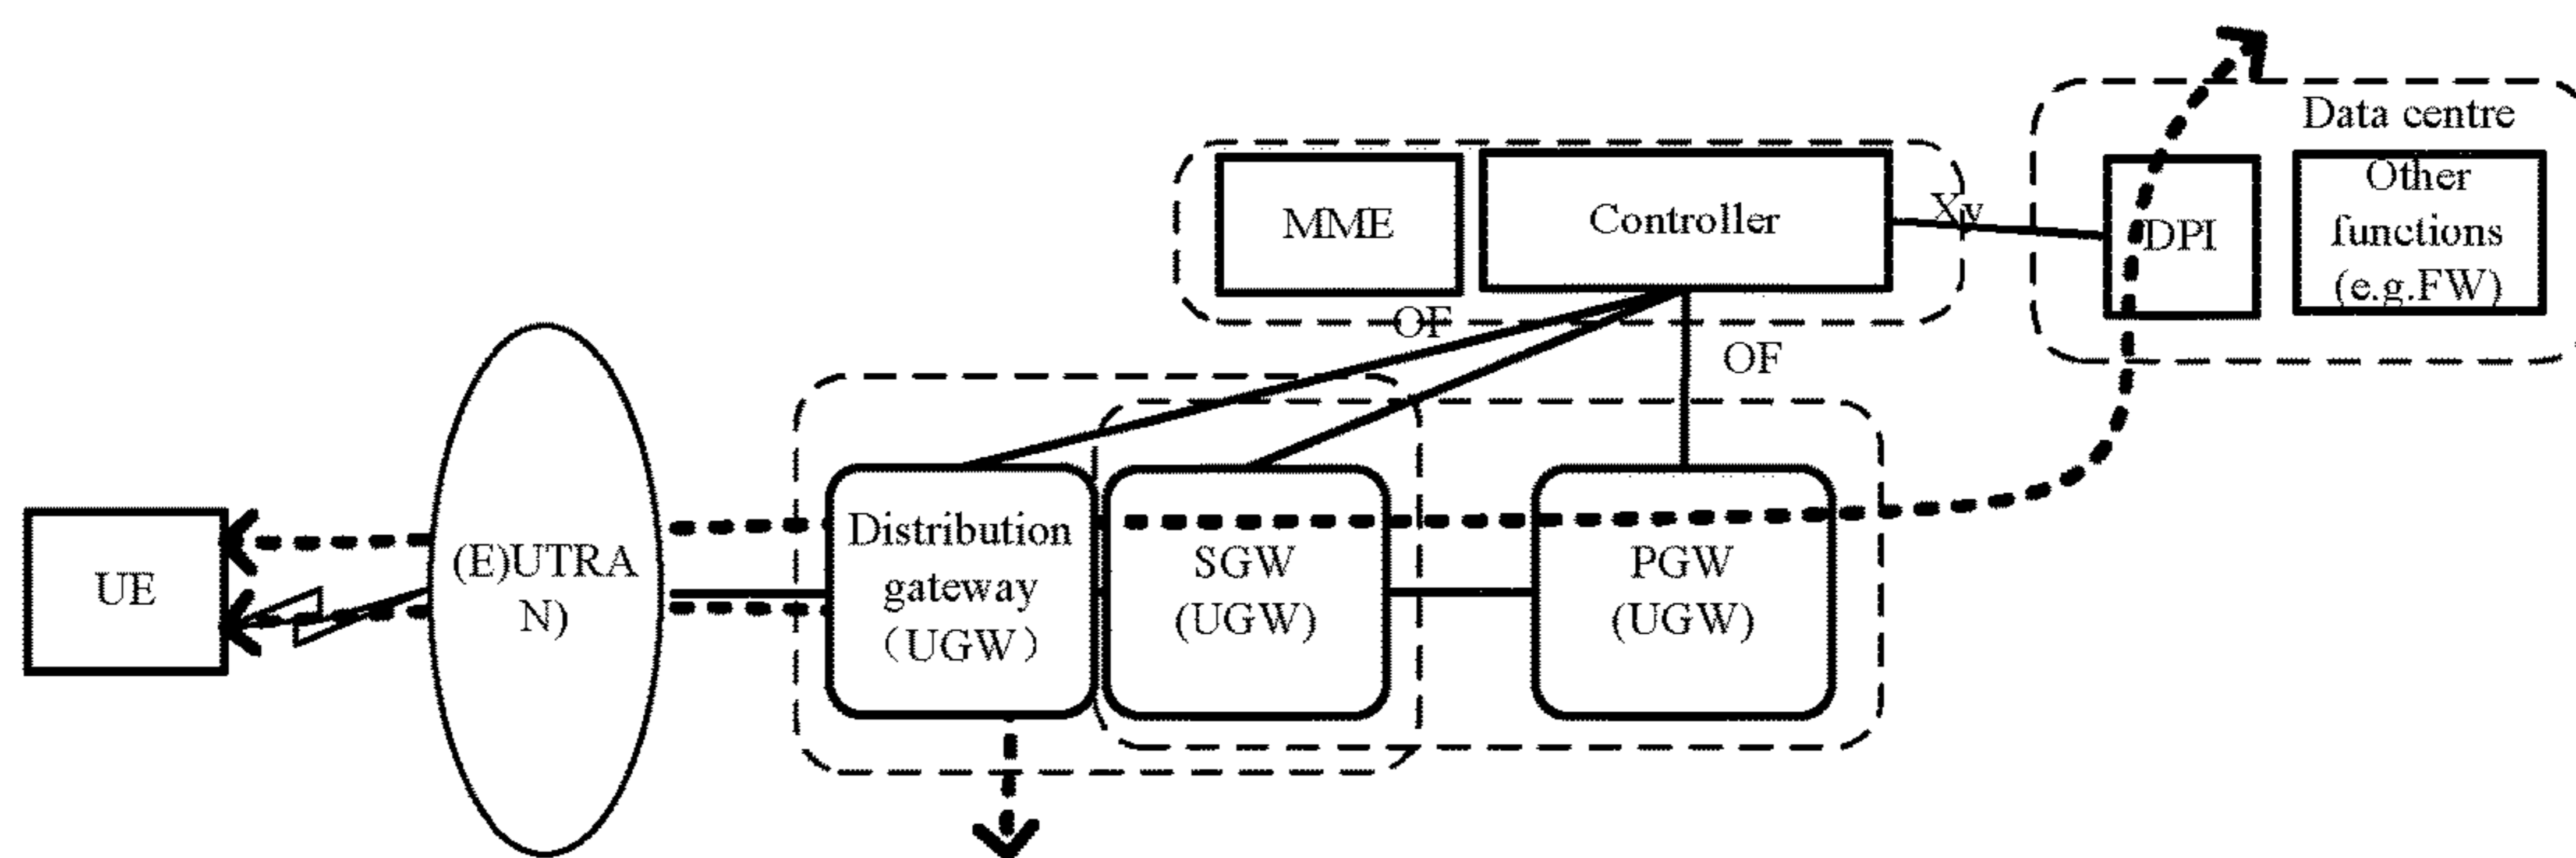 Data centre
MME
Controller
Xv
DPI
Other
functions
(e.g.FW)
OF
OF
UE
(E)UTRA
N)
Distribution
gateway
（UGW）
SGW
(UGW)
PGW
(UGW)